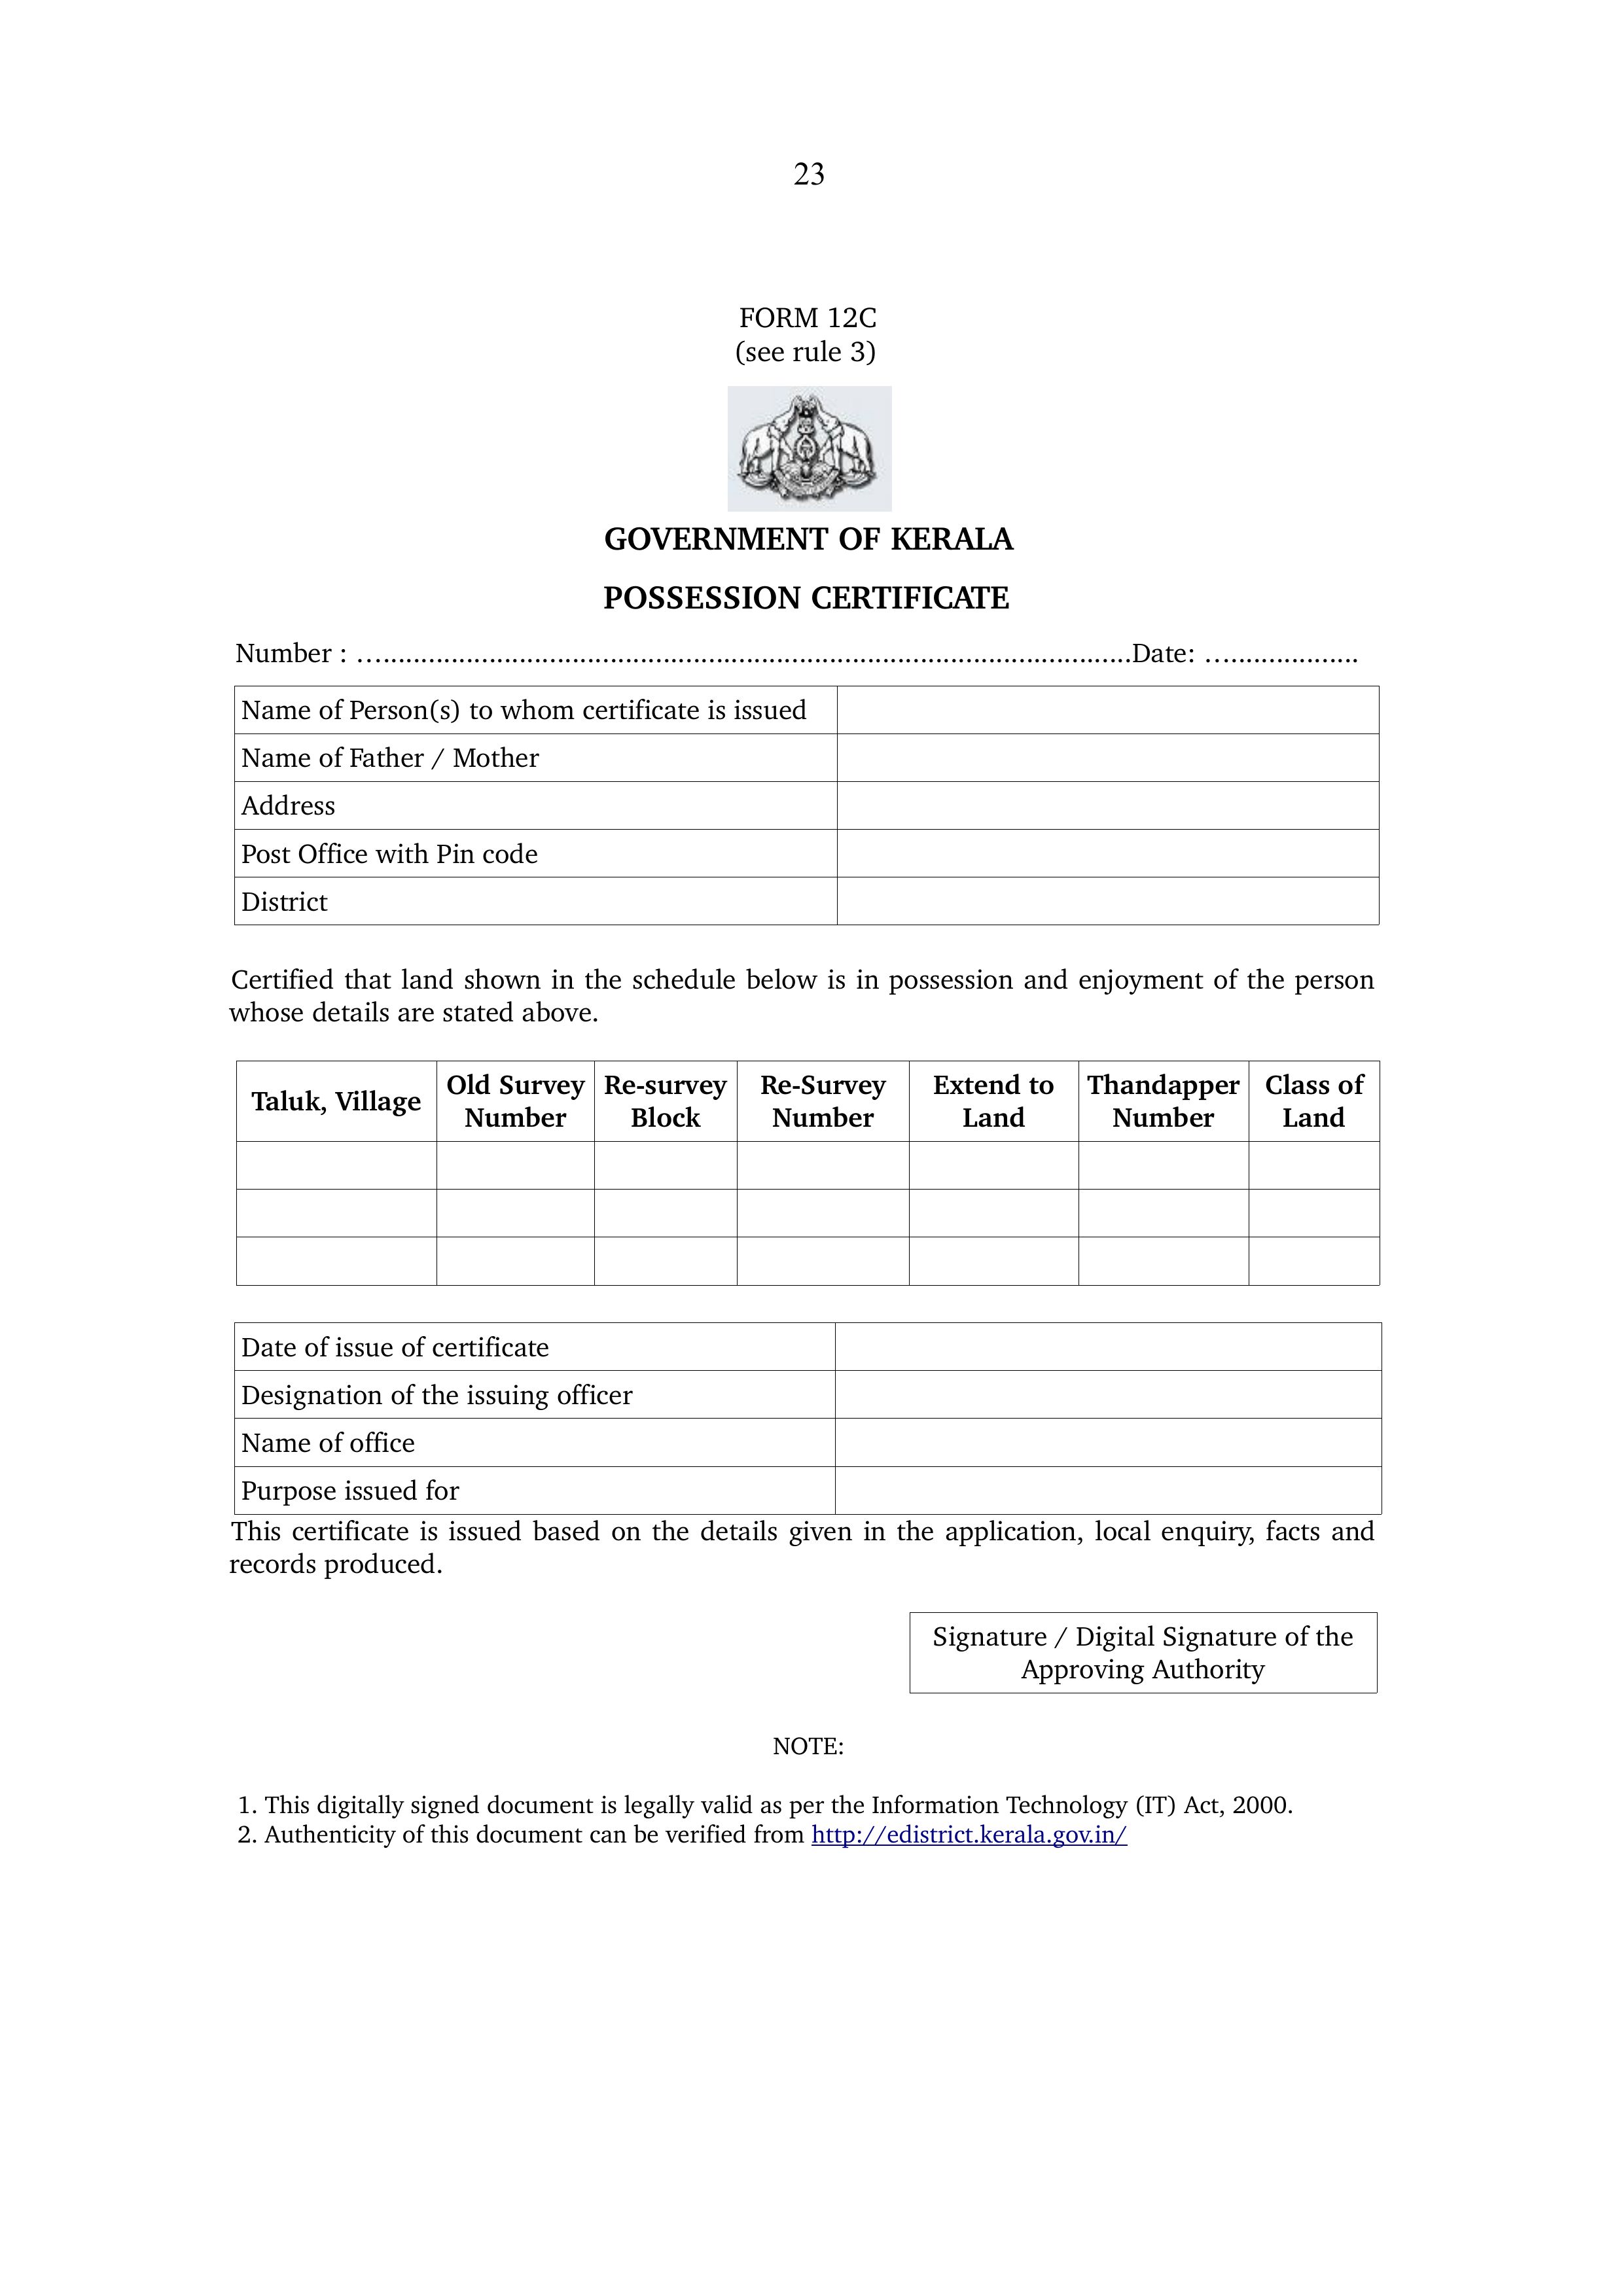 23
FORM 12C
(see rule 3)
GOVERNMENT OF KERALA
POSSESSION CERTIFICATE
Number : ….....................................................................................................Date: ….................
Name of Person(s) to whom certificate is issued
Name of Father / Mother
Address
Post Office with Pin code
District
Certified that land shown in the schedule below is in possession and enjoyment of the person
whose details are stated above.
Taluk, Village Old Survey Number Re-survey Block Re-Survey Number Extend to Land Thandapper Number Class of Land
Date of issue of certificate
Designation of the issuing officer
Name of office
Purpose issued for
This certificate is issued based on the details given in the application, local enquiry, facts and
records produced.
Signature / Digital Signature of the
Approving Authority
NOTE:
1. This digitally signed document is legally valid as per the Information Technology (IT) Act, 2000.
2. Authenticity of this document can be verified from http://edistrict.kerala.gov.in/